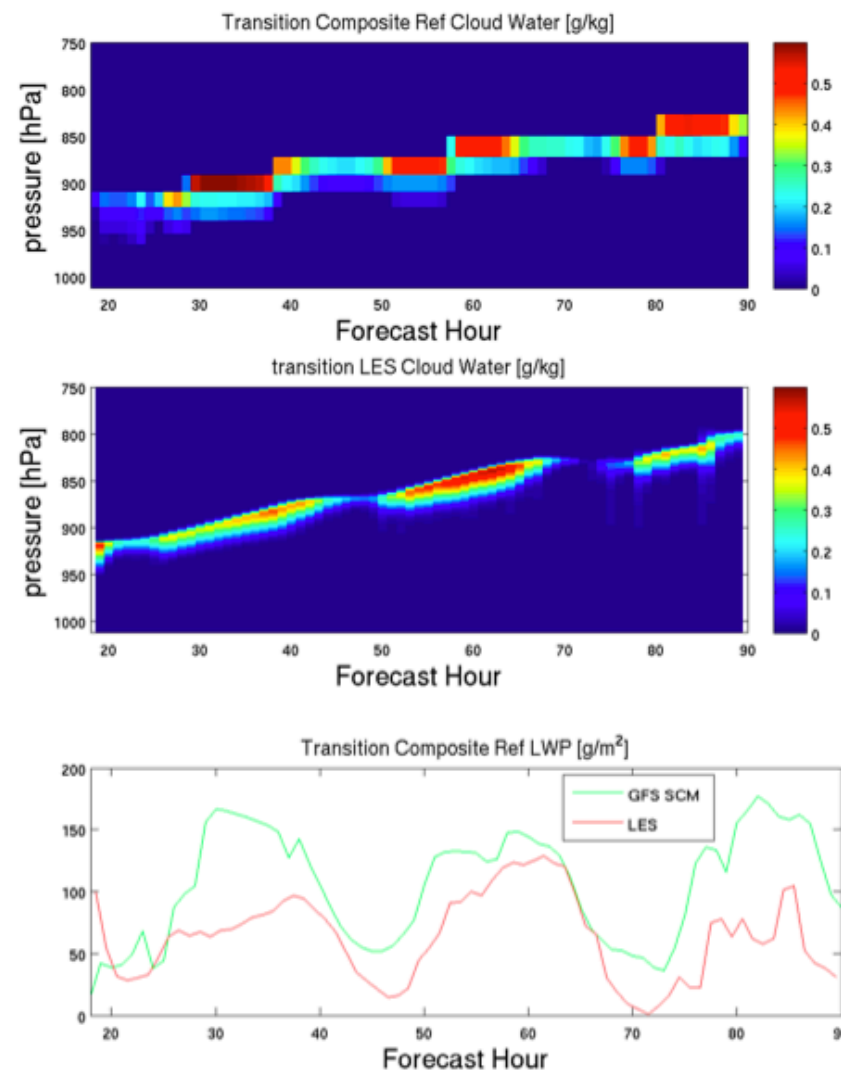 Transition Composite Ref Cloud Water [g/kg]
750
800
850
900
950
1000
pressure [hPa]
20 30 40 50 60 70 80 90
Forecast Hour
0.5
0.4
0.3
0.2
0.1
0
transition LES Cloud Water [g/kg]
750
800
850
900
950
1000
pressure [hPa]
20 30 40 50 60 70 80 90
Forecast Hour
0.5
0.4
0.3
0.2
0.1
0
Transition Composite Ref LWP [g/m²]
200
150
100
50
0
GFS SCM
LES
20 30 40 50 60 70 80 9
Forecast Hour